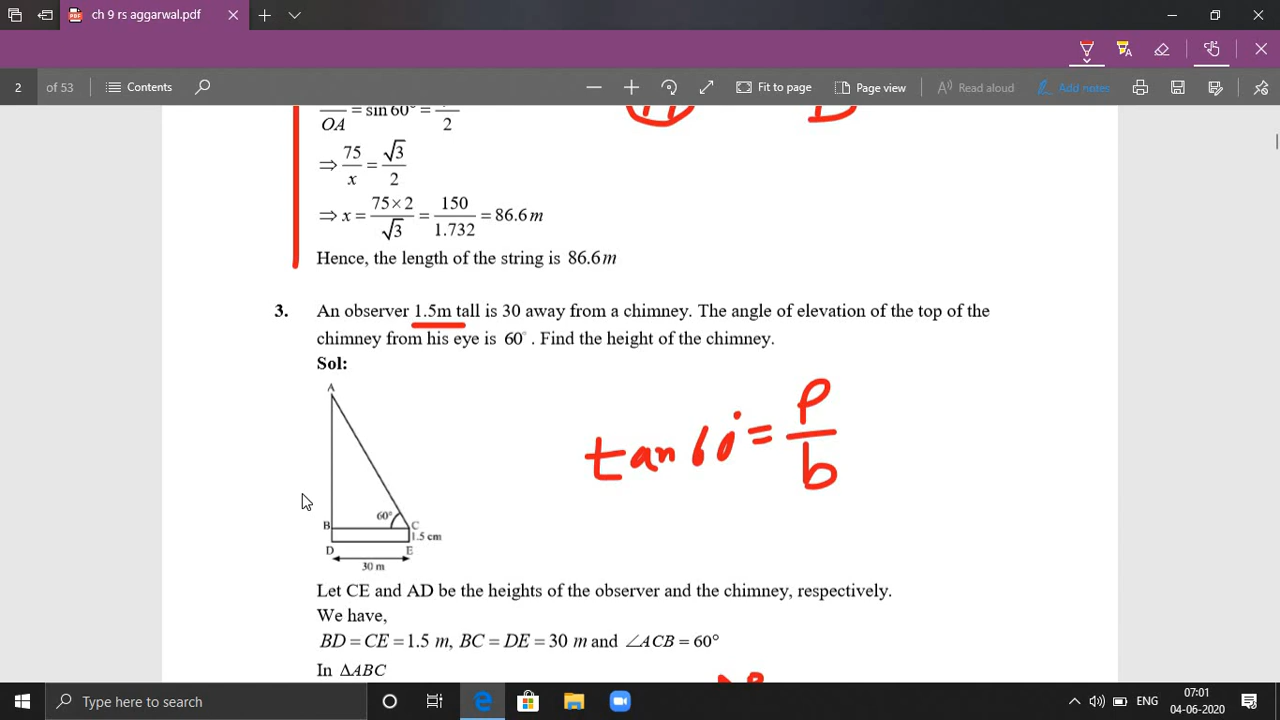 ch 9 rs aggarwal.pdf
2 of 53 Contents Fit to page Page view Read aloud Add notes
OA = sin 60° = 2
⇒ 75/x = √3/2
⇒ x = 75×2/√3 = 150/1.732 = 86.6 m
Hence, the length of the string is 86.6 m
3. An observer 1.5m tall is 30 away from a chimney. The angle of elevation of the top of the
chimney from his eye is 60° . Find the height of the chimney.
Sol:
A
tan 60° = P/b
60°
B C
1.5 cm
D E
30 m
Let CE and AD be the heights of the observer and the chimney, respectively.
We have,
BD = CE = 1.5 m, BC = DE = 30 m and ∠ACB = 60°
In ΔABC
Type here to search
ENG
07:01
04-06-2020